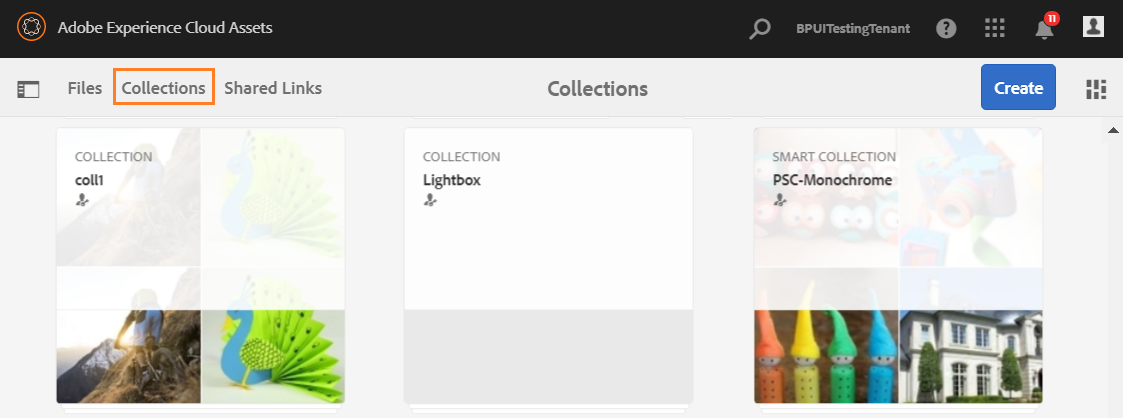 Adobe Experience Cloud Assets
BPUITestingTenant
11
Files
Collections
Shared Links
Collections
Create
COLLECTION
coll1
COLLECTION
Lightbox
SMART COLLECTION
PSC-Monochrome